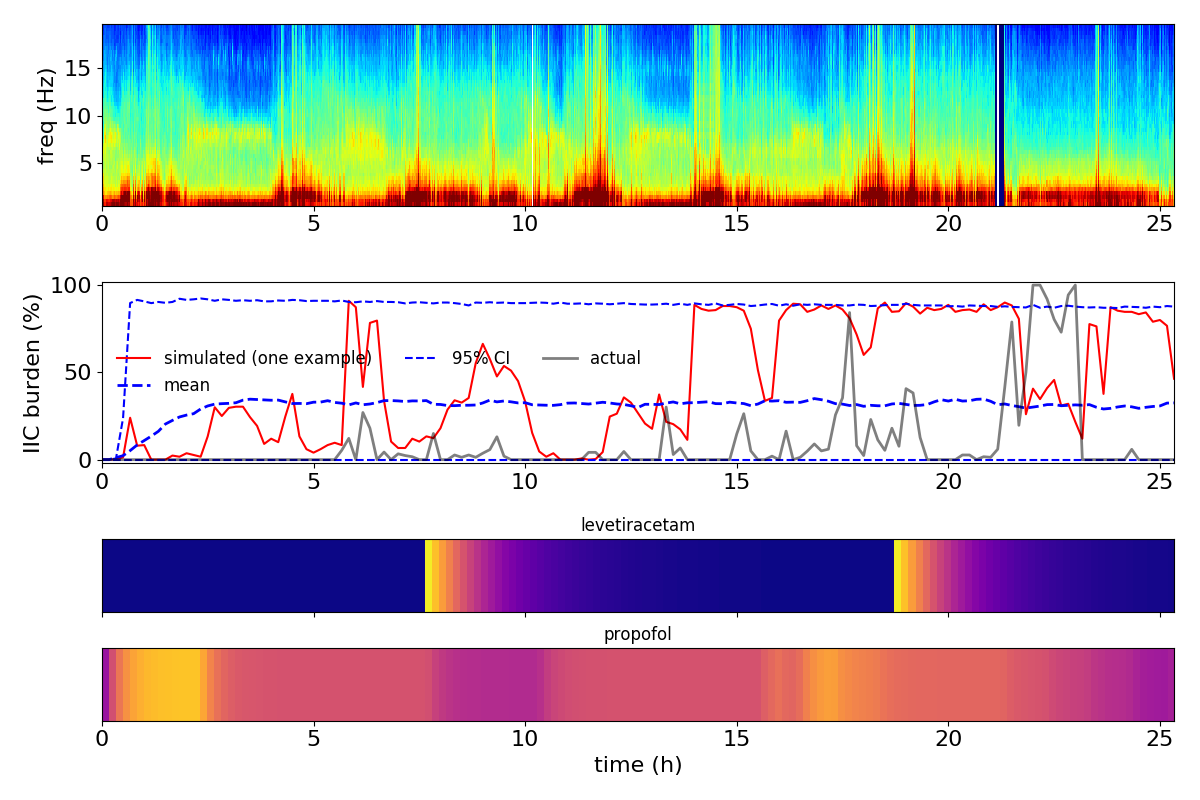 freq (Hz)
15
10
5
0 5 10 15 20 25
IIC burden (%)
100
50
0
simulated (one example) 95% CI actual
mean
0 5 10 15 20 25
levetiracetam
propofol
0 5 10 15 20 25
time (h)